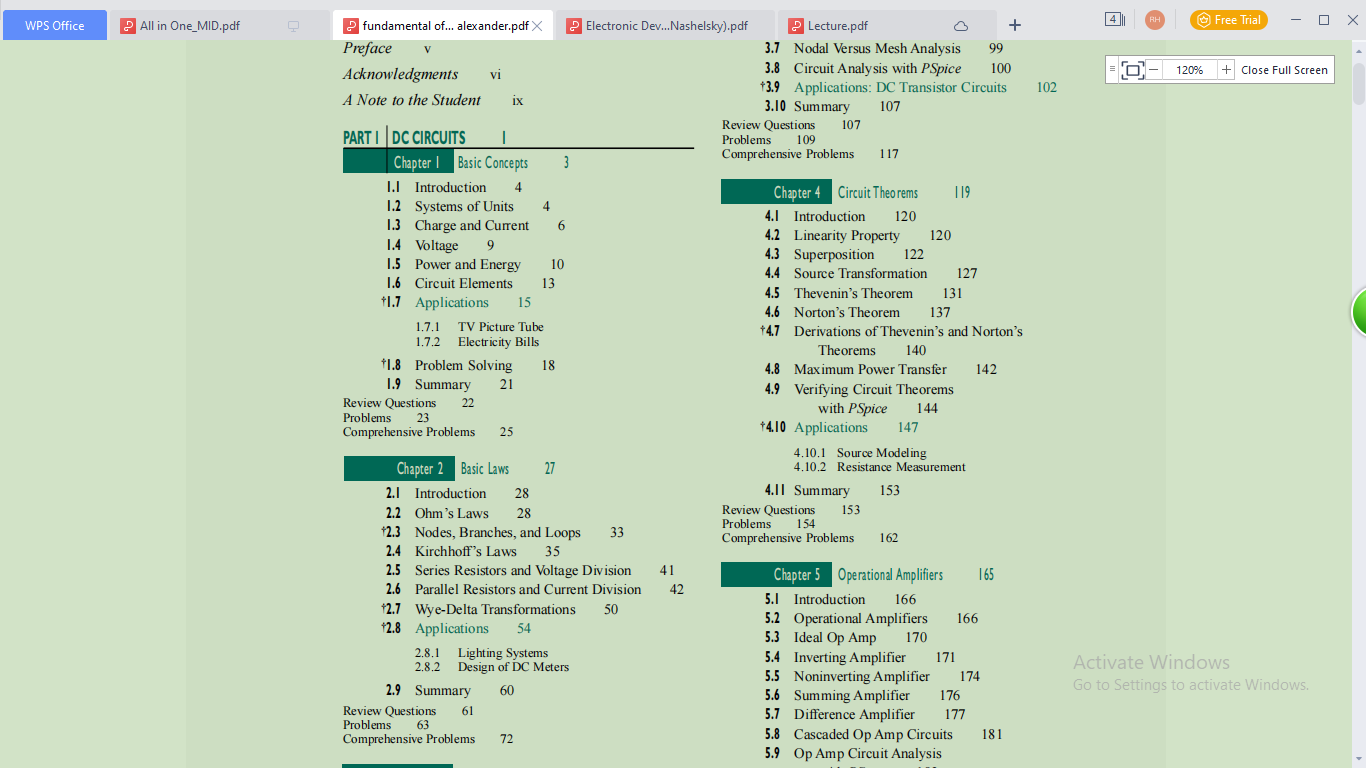 WPS Office
All in One_MID.pdf
fundamental of... alexander.pdf
Electronic Dev...Nashelsky).pdf
Lecture.pdf
4
RH
Free Trial
120%
Close Full Screen
Preface v
Acknowledgments vi
A Note to the Student ix
PART 1 DC CIRCUITS 1
Chapter 1 Basic Concepts 3
1.1 Introduction 4
1.2 Systems of Units 4
1.3 Charge and Current 6
1.4 Voltage 9
1.5 Power and Energy 10
1.6 Circuit Elements 13
†1.7 Applications 15
1.7.1 TV Picture Tube
1.7.2 Electricity Bills
†1.8 Problem Solving 18
1.9 Summary 21
Review Questions 22
Problems 23
Comprehensive Problems 25
Chapter 2 Basic Laws 27
2.1 Introduction 28
2.2 Ohm's Laws 28
†2.3 Nodes, Branches, and Loops 33
2.4 Kirchhoff's Laws 35
2.5 Series Resistors and Voltage Division 41
2.6 Parallel Resistors and Current Division 42
†2.7 Wye-Delta Transformations 50
†2.8 Applications 54
2.8.1 Lighting Systems
2.8.2 Design of DC Meters
2.9 Summary 60
Review Questions 61
Problems 63
Comprehensive Problems 72
3.7 Nodal Versus Mesh Analysis 99
3.8 Circuit Analysis with PSpice 100
†3.9 Applications: DC Transistor Circuits 102
3.10 Summary 107
Review Questions 107
Problems 109
Comprehensive Problems 117
Chapter 4 Circuit Theorems 119
4.1 Introduction 120
4.2 Linearity Property 120
4.3 Superposition 122
4.4 Source Transformation 127
4.5 Thevenin's Theorem 131
4.6 Norton's Theorem 137
†4.7 Derivations of Thevenin's and Norton's
Theorems 140
4.8 Maximum Power Transfer 142
4.9 Verifying Circuit Theorems
with PSpice 144
†4.10 Applications 147
4.10.1 Source Modeling
4.10.2 Resistance Measurement
4.11 Summary 153
Review Questions 153
Problems 154
Comprehensive Problems 162
Chapter 5 Operational Amplifiers 165
5.1 Introduction 166
5.2 Operational Amplifiers 166
5.3 Ideal Op Amp 170
5.4 Inverting Amplifier 171
5.5 Noninverting Amplifier 174
5.6 Summing Amplifier 176
5.7 Difference Amplifier 177
5.8 Cascaded Op Amp Circuits 181
5.9 Op Amp Circuit Analysis
Activate Windows
Go to Settings to activate Windows.